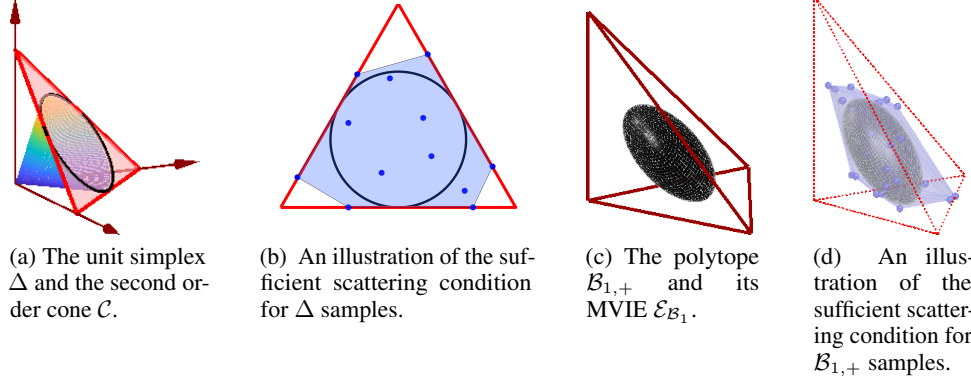 (a) The unit simplex
Δ and the second or-
der cone C.
(b) An illustration of the suf-
ficient scattering condition
for Δ samples.
(c) The polytope
ℬ1,+ and its
MVIE ℰℬ1.
(d) An illus-
tration of the
sufficient scatter-
ing condition for
ℬ1,+ samples.